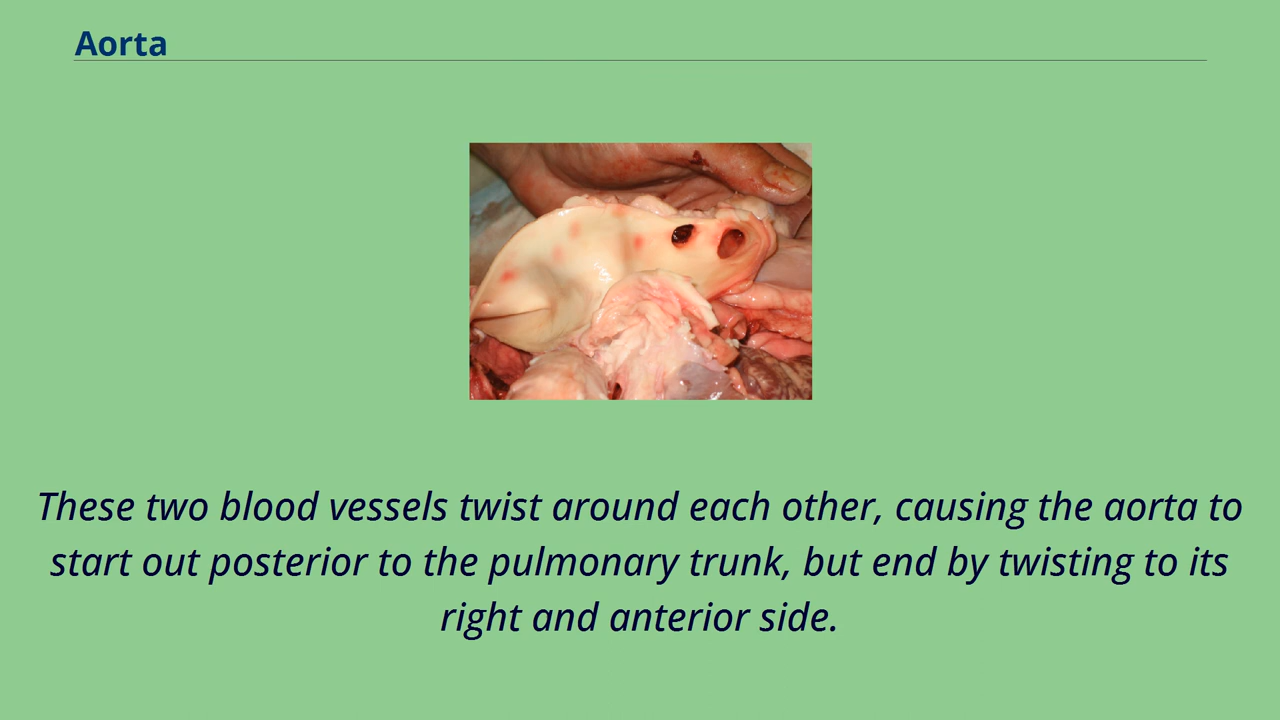 Aorta
These two blood vessels twist around each other, causing the aorta to
start out posterior to the pulmonary trunk, but end by twisting to its
right and anterior side.